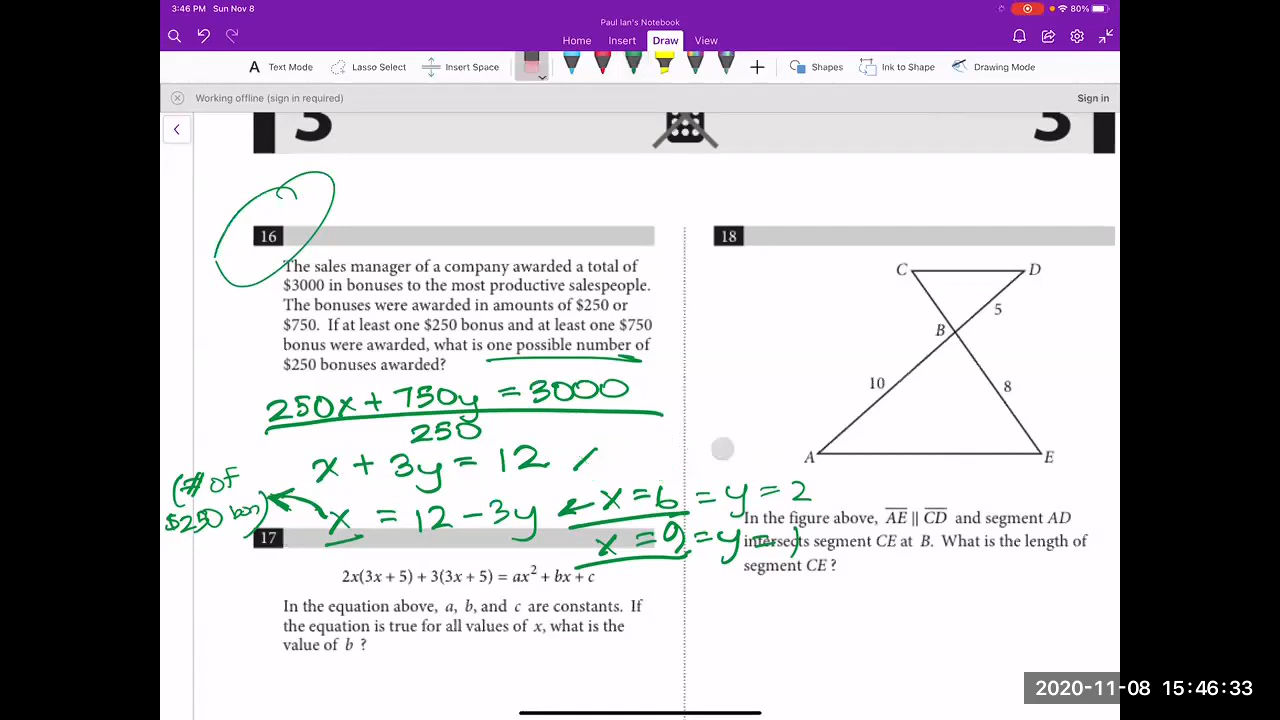 3:46 PM Sun Nov 8
80%
Paul Ian's Notebook
Home Insert Draw View
A Text Mode Lasso Select Insert Space Shapes Ink to Shape Drawing Mode
Working offline (sign in required) Sign in
3 3
16
The sales manager of a company awarded a total of
$3000 in bonuses to the most productive salespeople.
The bonuses were awarded in amounts of $250 or
$750. If at least one $250 bonus and at least one $750
bonus were awarded, what is one possible number of
$250 bonuses awarded?
250x + 750y = 3000
250
x + 3y = 12
(# of
$250 bon)
x = 12 - 3y
x = 6 = y = 2
x = 9 = y = 1
17
2x(3x + 5) + 3(3x + 5) = ax² + bx + c
In the equation above, a, b, and c are constants. If
the equation is true for all values of x, what is the
value of b ?
18
C D
5
B
10 8
A E
In the figure above, A̅E̅ || C̅D̅ and segment AD
intersects segment CE at B. What is the length of
segment CE ?
2020-11-08 15:46:33